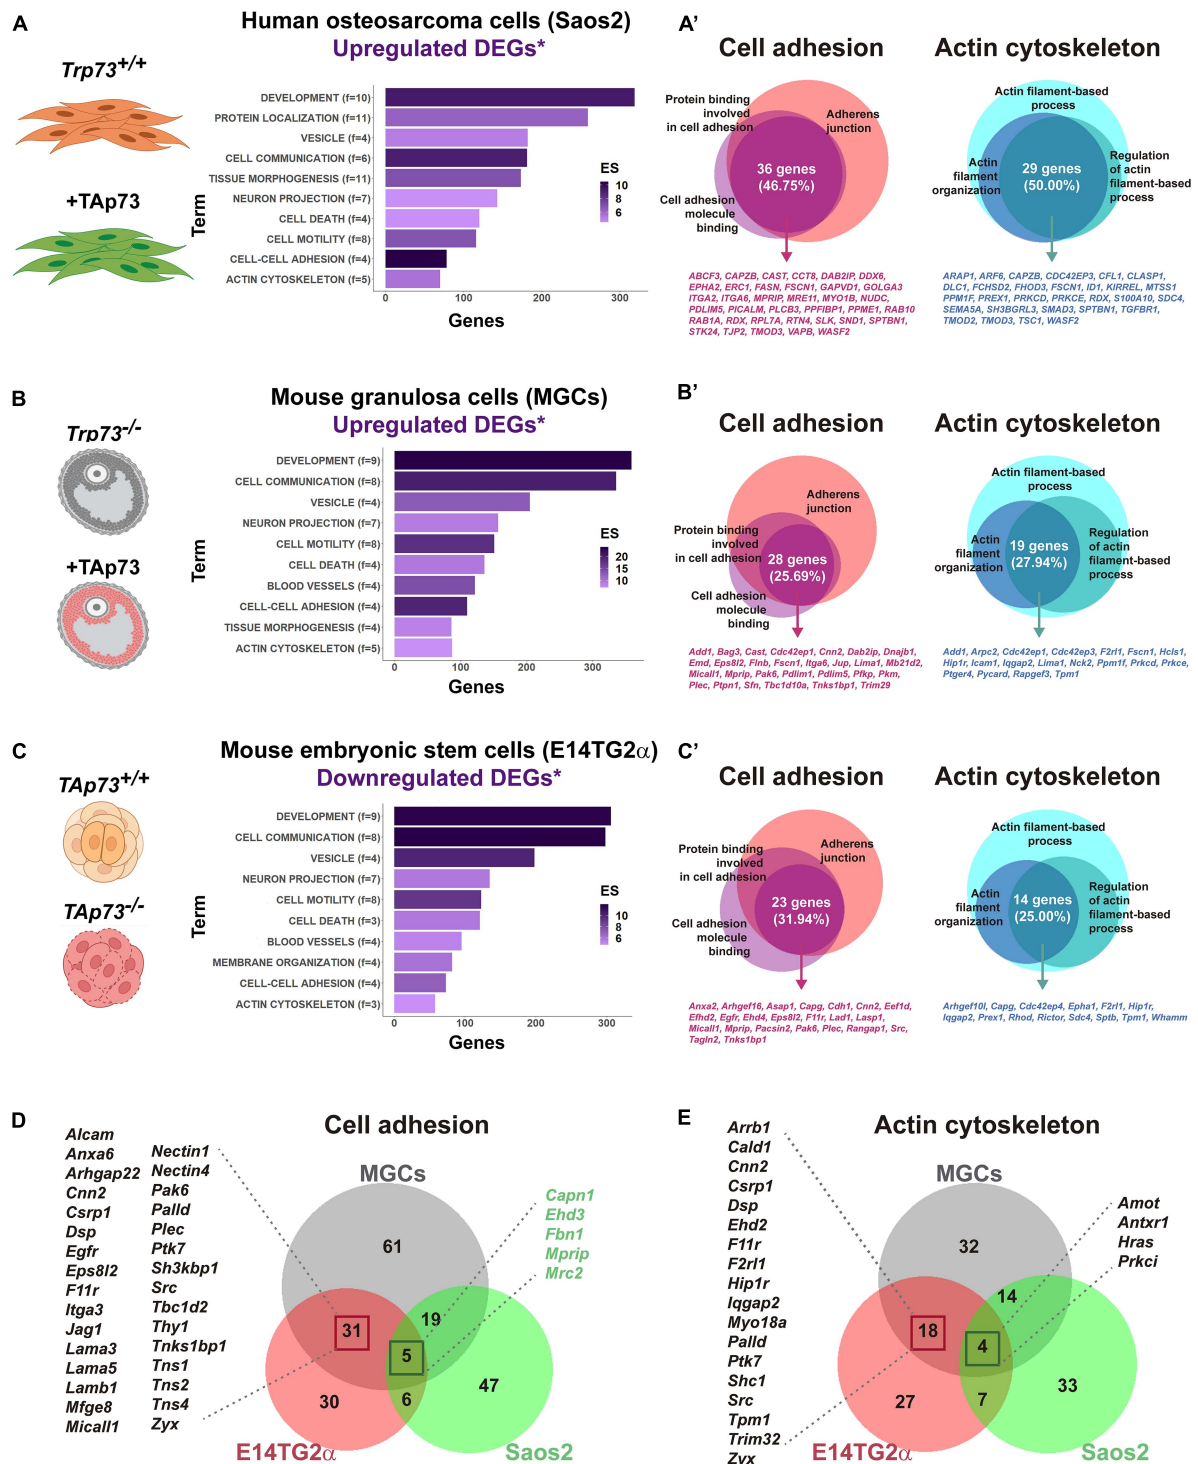 A
Human osteosarcoma cells (Saos2)
Upregulated DEGs*
Trp73+/+
+TAp73
Term
DEVELOPMENT (f=10)
PROTEIN LOCALIZATION (f=11)
VESICLE (f=4)
CELL COMMUNICATION (f=6)
TISSUE MORPHOGENESIS (f=11)
NEURON PROJECTION (f=7)
CELL DEATH (f=4)
CELL MOTILITY (f=8)
CELL-CELL ADHESION (f=4)
ACTIN CYTOSKELETON (f=5)
0 100 200 300
Genes
ES
10
8
6
A’
Cell adhesion
Protein binding
involved
in cell adhesion
Adherens
junction
36 genes
(46.75%)
Cell adhesion
molecule
binding
ABCF3, CAPZB, CAST, CCT8, DAB2IP, DDX6,
EPHA2, ERC1, FASN, FSCN1, GAPVD1, GOLGA3
ITGA2, ITGA6, MPRIP, MRE11, MYO1B, NUDC,
PDLIM5, PICALM, PLCB3, PPFIBP1, PPME1, RAB10
RAB1A, RDX, RPL7A, RTN4, SLK, SND1, SPTBN1,
STK24, TJP2, TMOD3, VAPB, WASF2
Actin cytoskeleton
Actin filament-based
process
Actin
filament
organization
29 genes
(50.00%)
Regulation
of actin
filament-based
process
ARAP1, ARF6, CAPZB, CDC42EP3, CFL1, CLASP1,
DLC1, FCHSD2, FHOD3, FSCN1, ID1, KIRREL, MTSS1
PPM1F, PREX1, PRKCD, PRKCE, RDX, S100A10, SDC4,
SEMA5A, SH3BGRL3, SMAD3, SPTBN1, TGFBR1,
TMOD2, TMOD3, TSC1, WASF2
B
Mouse granulosa cells (MGCs)
Upregulated DEGs*
Trp73-/-
+TAp73
Term
DEVELOPMENT (f=9)
CELL COMMUNICATION (f=8)
VESICLE (f=4)
NEURON PROJECTION (f=7)
CELL MOTILITY (f=8)
CELL DEATH (f=4)
BLOOD VESSELS (f=4)
CELL-CELL ADHESION (f=4)
TISSUE MORPHOGENESIS (f=4)
ACTIN CYTOSKELETON (f=5)
0 100 200 300
Genes
ES
20
15
10
B’
Cell adhesion
Adherens
junction
Protein binding
involved
in cell adhesion
28 genes
(25.69%)
Cell adhesion
molecule
binding
Add1, Bag3, Cast, Cdc42ep1, Cnn2, Dab2ip, Dnajb1,
Emd, Eps8l2, Flnb, Fscn1, Itga6, Jup, Lima1, Mb21d2,
Micall1, Mprip, Pak6, Pdlim1, Pdlim5, Pfkp, Pkm,
Plec, Ptpn1, Sfn, Tbc1d10a, Tnks1bp1, Trim29
Actin cytoskeleton
Actin filament-based
process
Actin
filament
organization
19 genes
(27.94%)
Regulation
of actin
filament-based
process
Add1, Arpc2, Cdc42ep1, Cdc42ep3, F2rl1, Fscn1, Hcls1,
Hip1r, Icam1, Iqgap2, Lima1, Nck2, Ppm1f, Prkcd, Prkce,
Ptger4, Pycard, Rapgef3, Tpm1
C
Mouse embryonic stem cells (E14TG2α)
Downregulated DEGs*
TAp73+/+
TAp73-/-
Term
DEVELOPMENT (f=9)
CELL COMMUNICATION (f=8)
VESICLE (f=4)
NEURON PROJECTION (f=7)
CELL MOTILITY (f=8)
CELL DEATH (f=3)
BLOOD VESSELS (f=4)
MEMBRANE ORGANIZATION (f=4)
CELL-CELL ADHESION (f=4)
ACTIN CYTOSKELETON (f=3)
0 100 200 300
Genes
ES
10
8
6
C’
Cell adhesion
Protein binding
involved
in cell adhesion
Adherens
junction
23 genes
(31.94%)
Cell adhesion
molecule
binding
Anxa2, Arhgef16, Asap1, Capg, Cdh1, Cnn2, Eef1d,
Efhd2, Egfr, Ehd4, Eps8l2, F11r, Lad1, Lasp1,
Micall1, Mprip, Pacsin2, Pak6, Plec, Rangap1, Src,
Tagln2, Tnks1bp1
Actin cytoskeleton
Actin filament-based
process
Actin
filament
organization
14 genes
(25.00%)
Regulation
of actin
filament-based
process
Arhgef10l, Capg, Cdc42ep4, Epha1, F2rl1, Hip1r,
Iqgap2, Prex1, Rhod, Rictor, Sdc4, Sptb, Tpm1, Whamm
D
Cell adhesion
Alcam
Anxa6
Arhgap22
Cnn2
Csrp1
Dsp
Egfr
Eps8l2
F11r
Itga3
Jag1
Lama3
Lama5
Lamb1
Mfge8
Micall1
Nectin1
Nectin4
Pak6
Palld
Plec
Ptk7
Sh3kbp1
Src
Tbc1d2
Thy1
Tnks1bp1
Tns1
Tns2
Tns4
Zyx
MGCs
61
31
19
5
30
6
47
E14TG2α
Saos2
Capn1
Ehd3
Fbn1
Mprip
Mrc2
E
Actin cytoskeleton
Arrb1
Cald1
Cnn2
Csrp1
Dsp
Ehd2
F11r
F2rl1
Hip1r
Iqgap2
Myo18a
Palld
Ptk7
Shc1
Src
Tpm1
Trim32
Zyx
MGCs
32
14
18
4
27
7
33
E14TG2α
Saos2
Amot
Antxr1
Hras
Prkci